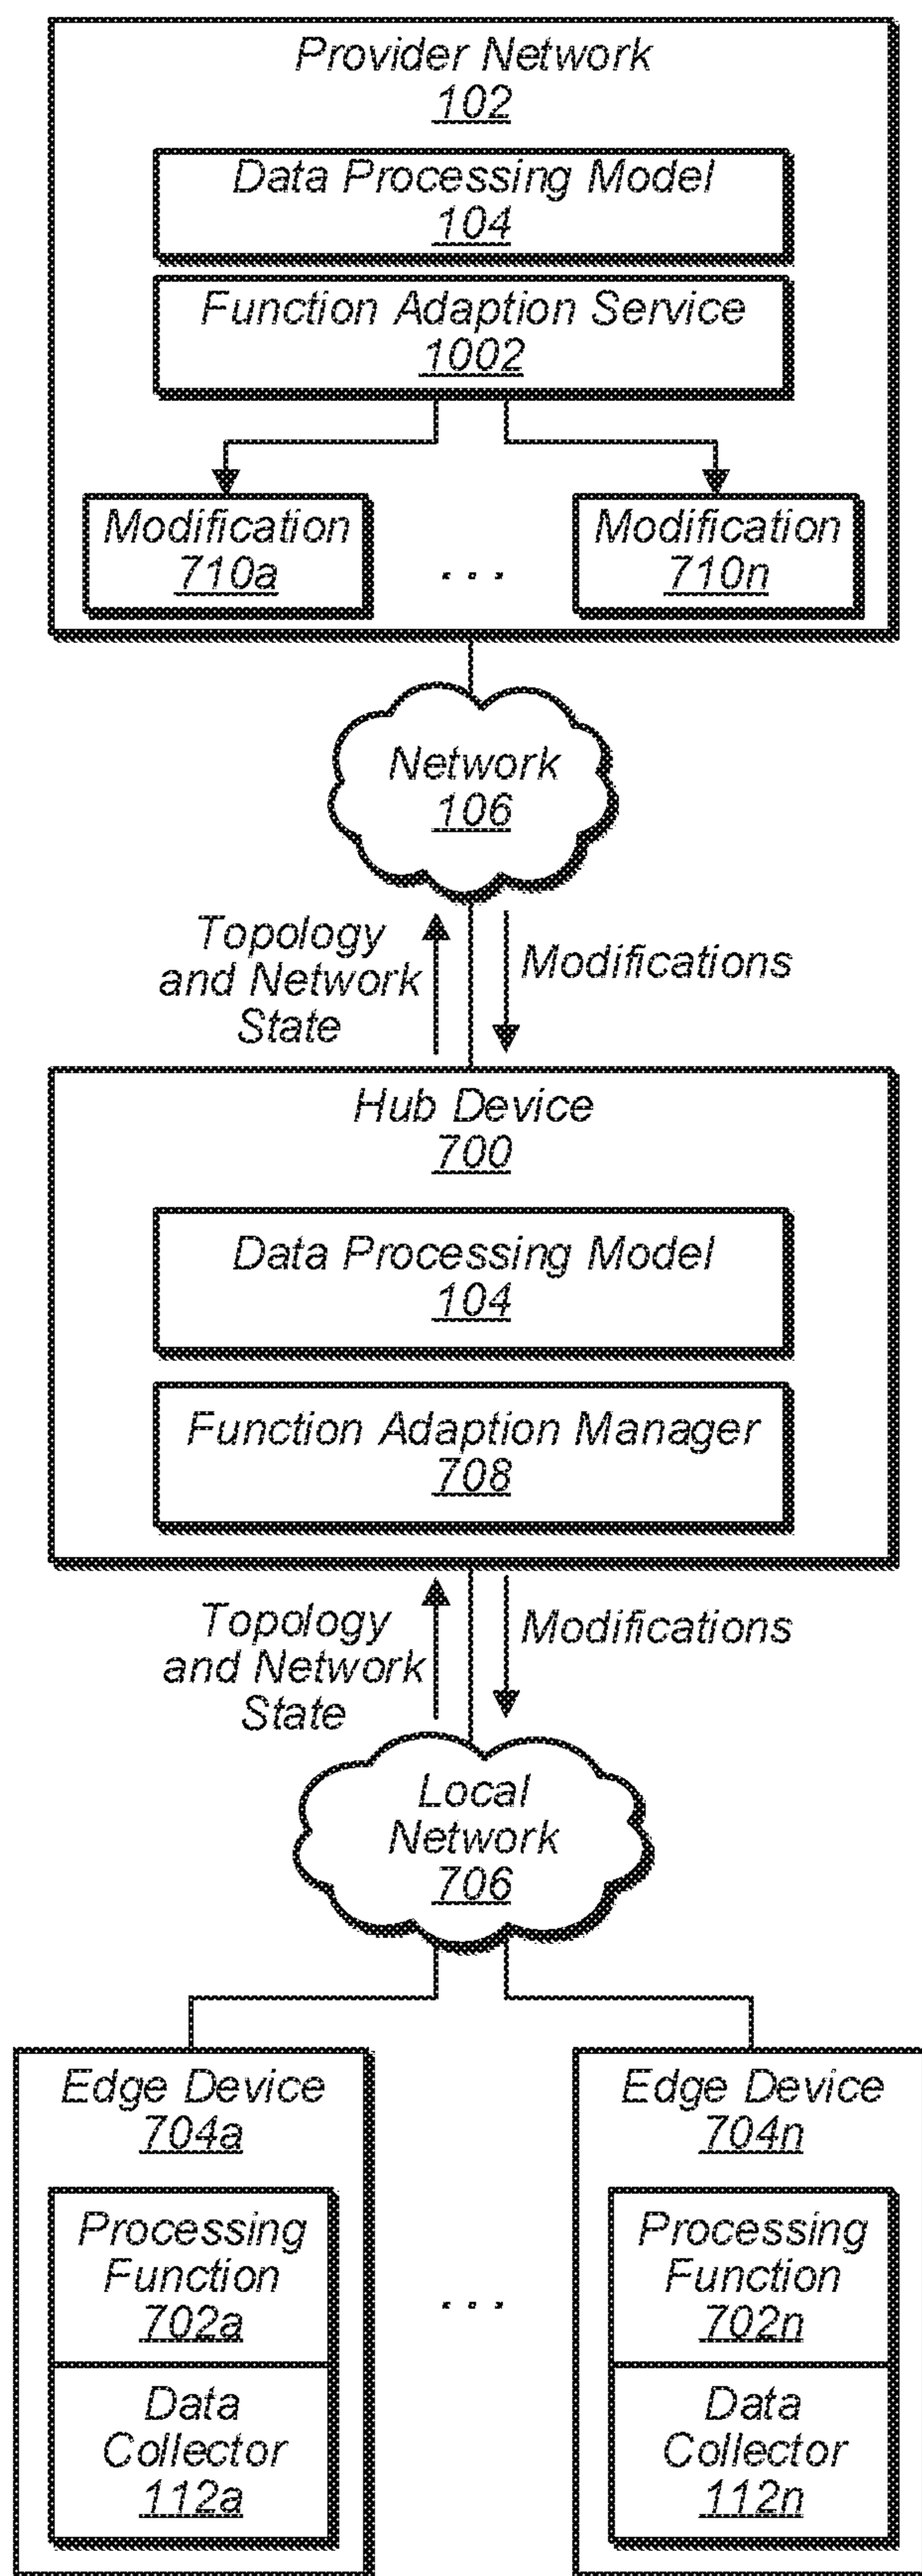 Provider Network
102
Data Processing Model
104
Function Adaption Service
1002
Modification
710a
. . .
Modification
710n
Network
106
Topology
and Network
State
Modifications
Hub Device
700
Data Processing Model
104
Function Adaption Manager
708
Topology
and Network
State
Modifications
Local
Network
706
Edge Device
704a
Processing
Function
702a
Data
Collector
112a
. . .
Edge Device
704n
Processing
Function
702n
Data
Collector
112n